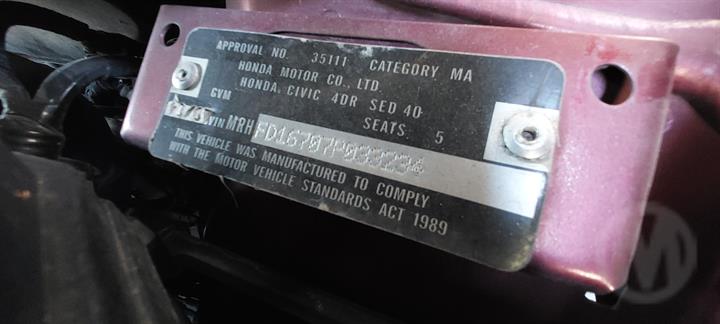 APPROVAL NO. 35111 CATEGORY MA
HONDA MOTOR CO., LTD.
HONDA. CIVIC 4DR SED 40
GVM SEATS. 5
VIN MRHFD16707P033234
THIS VEHICLE WAS MANUFACTURED TO COMPLY
WITH THE MOTOR VEHICLE STANDARDS ACT 1989